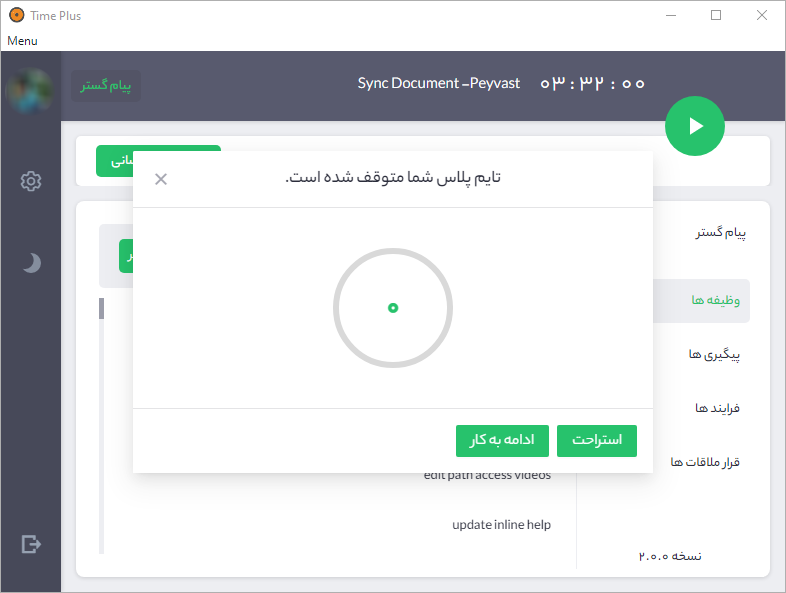 Time Plus
Menu
پیام گستر
Sync Document -Peyvast
۰۳:۳۲:۰۰
تایم پلاس شما متوقف شده است.
پیام گستر
وظیفه ها
پیگیری ها
فرایند ها
قرار ملاقات ها
استراحت
ادامه به کار
edit path access videos
update inline help
نسخه ۲.۰.۰